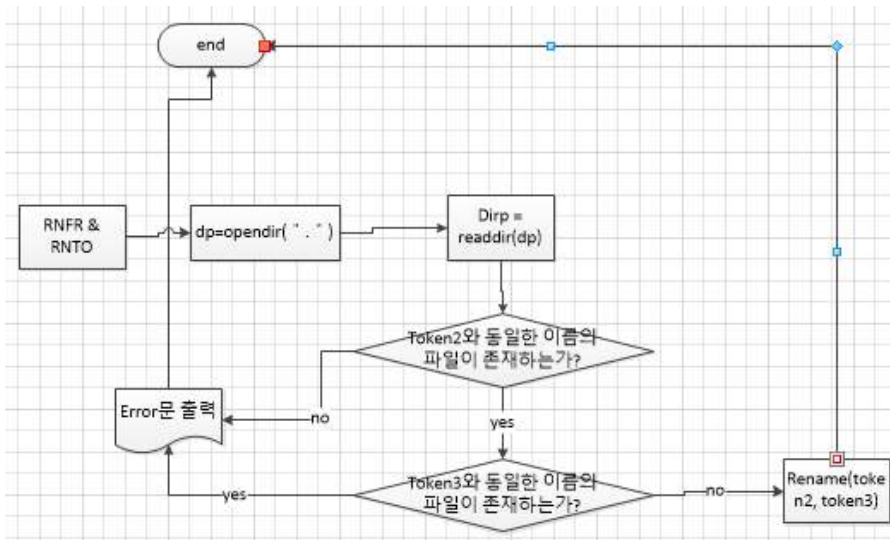 end
RNFR &
RNTO
dp=opendir( " . " )
Dirp =
readdir(dp)
Token2와 동일한 이름의
파일이 존재하는가?
no
Error문 출력
yes
Token3와 동일한 이름의
파일이 존재하는가?
yes
no
Rename(toke
n2, token3)